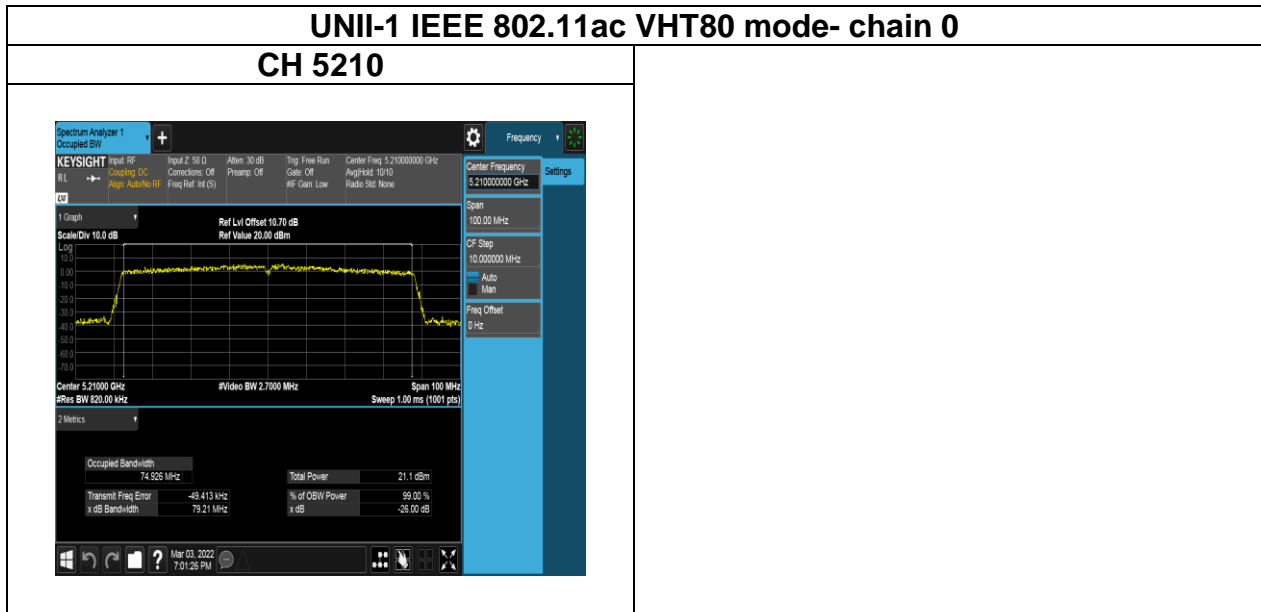 UNII-1 IEEE 802.11ac VHT80 mode- chain 0
CH 5210
Spectrum Analyzer 1
Occupied BW
+
Frequency
KEYSIGHT
RL
Input: RF
Coupling: DC
Align: Auto/No RF
Input Z: 50 Ω
Corrections: Off
Freq Ref: Int (S)
Atten: 30 dB
Preamp: Off
Trig: Free Run
Gate: Off
#IF Gain: Low
Center Freq: 5.210000000 GHz
Avg|Hold: 10/10
Radio Std: None
Center Frequency
5.210000000 GHz
Settings
Span
100.00 MHz
CF Step
10.000000 MHz
Auto
Man
Freq Offset
0 Hz
1 Graph
Scale/Div 10.0 dB
Ref Lvl Offset 10.70 dB
Ref Value 20.00 dBm
Log
10.0
0.00
-10.0
-20.0
-30.0
-40.0
-50.0
-60.0
-70.0
Center 5.21000 GHz
#Video BW 2.7000 MHz
Span 100 MHz
#Res BW 820.00 kHz
Sweep 1.00 ms (1001 pts)
2 Metrics
Occupied Bandwidth
74.926 MHz
Total Power 21.1 dBm
Transmit Freq Error -49.413 kHz
% of OBW Power 99.00 %
x dB Bandwidth 79.21 MHz
x dB -26.00 dB
?
Mar 03, 2022
7:01:26 PM